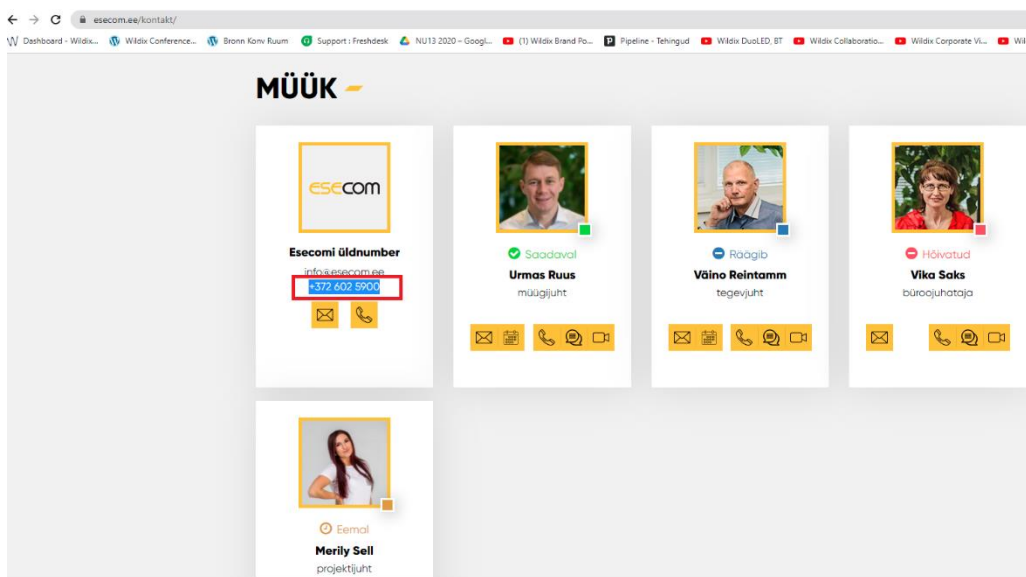 esecom.ee/kontakt/
Dashboard - Wildix...
Wildix Conference...
Bronn Konv Ruum
Support : Freshdesk
NU13 2020 – Googl...
(1) Wildix Brand Po...
Pipeline - Tehingud
Wildix DuoLED, BT
Wildix Collaboratio...
Wildix Corporate Vi...
Wil
MÜÜK
esecom
Esecomi üldnumber
info@esecom.ee
+372 602 5900
Saadaval
Urmas Ruus
müügijuht
Räägib
Väino Reintamm
tegevjuht
Hõivatud
Vika Saks
büroojuhataja
Eemal
Merily Sell
projektijuht